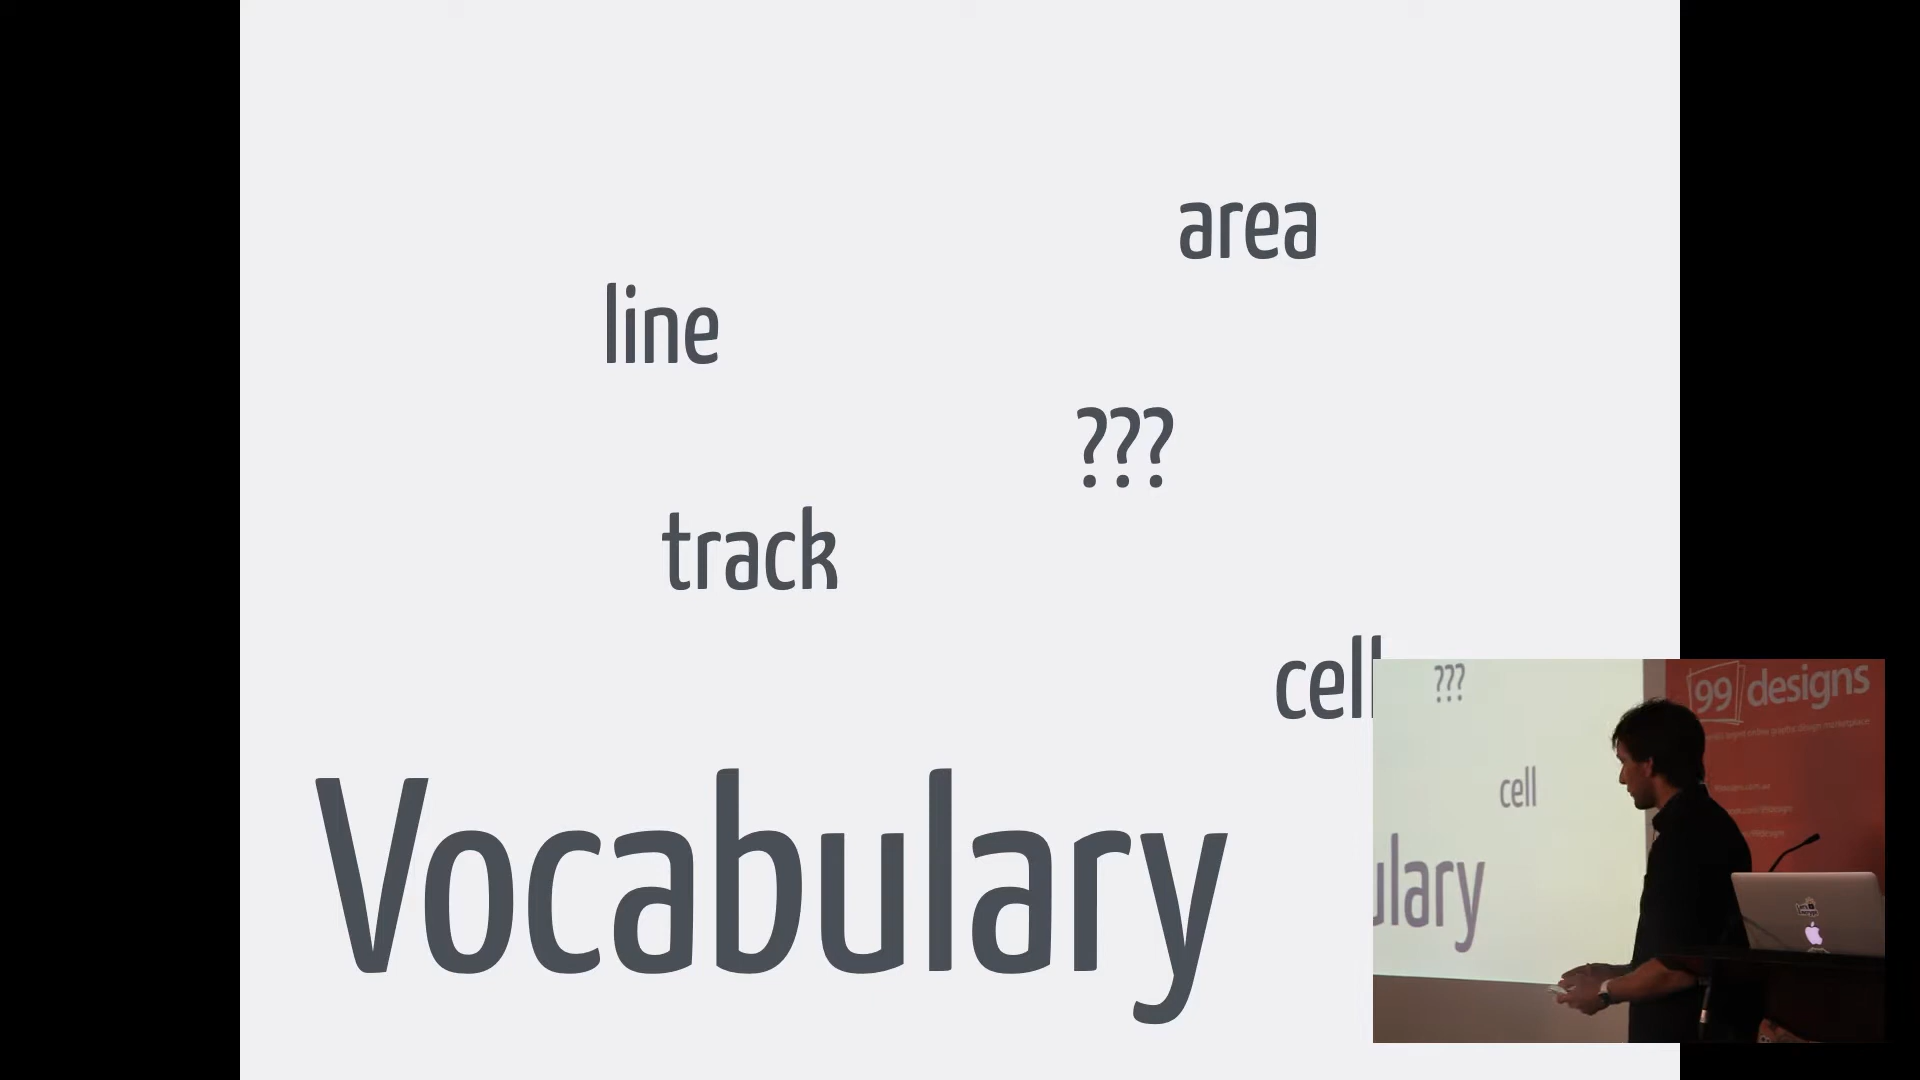 area
line
???
track
cell
Vocabulary
???
cell
ulary
99 designs